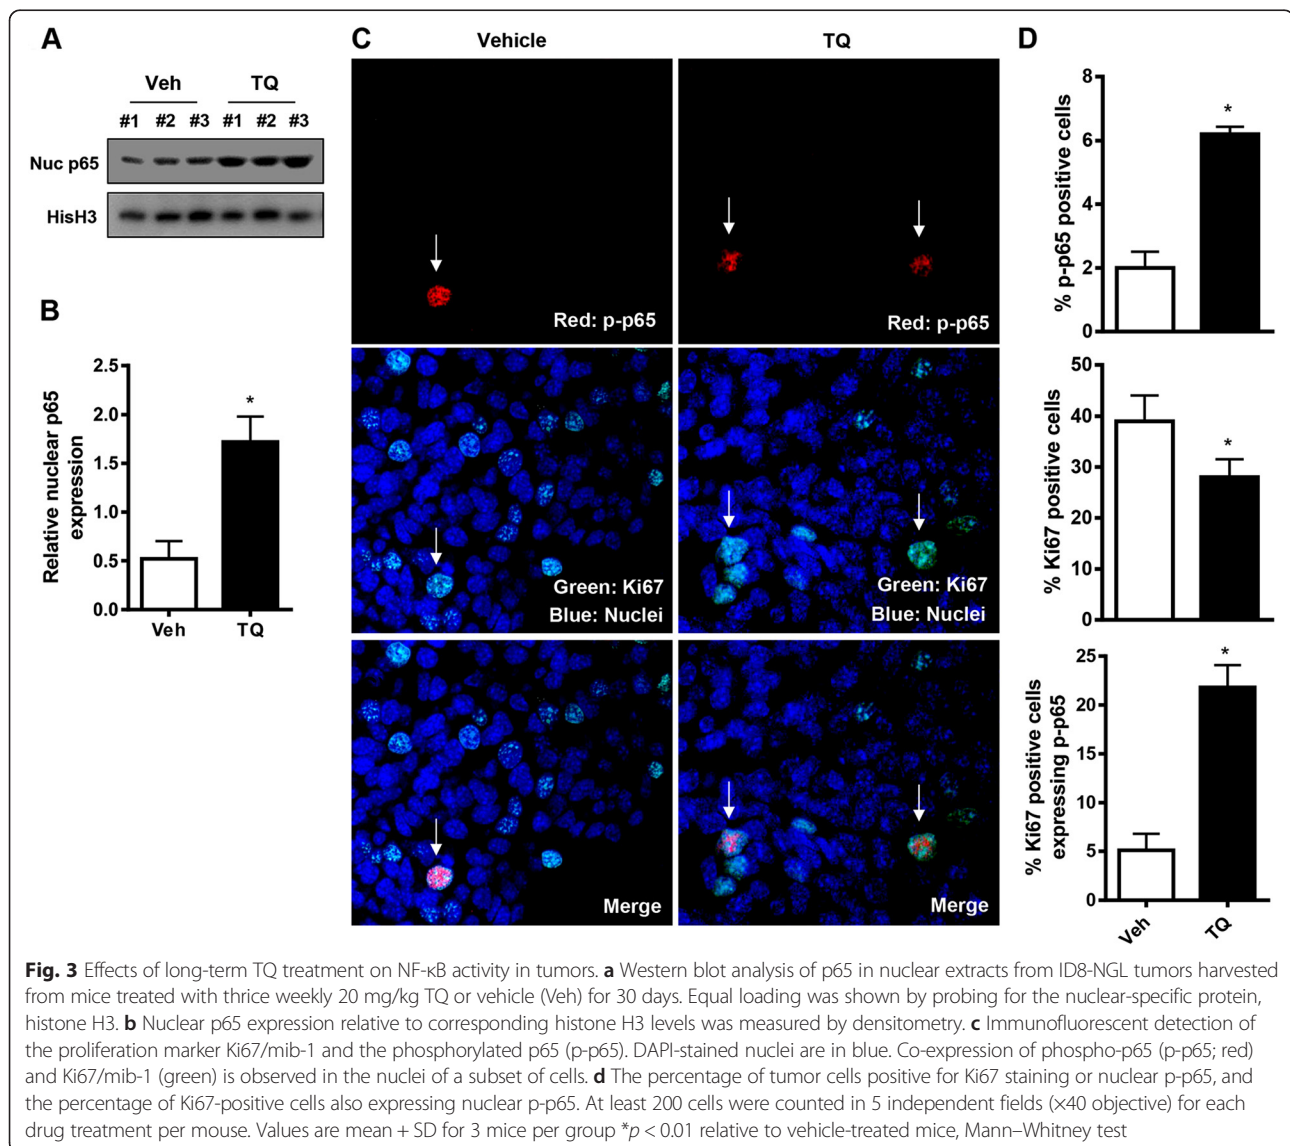 A
Veh TQ
#1 #2 #3 #1 #2 #3
Nuc p65
HisH3
B
Relative nuclear p65
expression
2.5
2.0
1.5
1.0
0.5
0.0
*
Veh TQ
C
Vehicle TQ
Red: p-p65
Red: p-p65
Green: Ki67
Blue: Nuclei
Green: Ki67
Blue: Nuclei
Merge
Merge
D
% p-p65 positive cells
8
6
4
2
0
*
% Ki67 positive cells
50
40
30
20
10
0
*
% Ki67 positive cells
expressing p-p65
25
20
15
10
5
0
*
Veh TQ
Fig. 3 Effects of long-term TQ treatment on NF-κB activity in tumors. a Western blot analysis of p65 in nuclear extracts from ID8-NGL tumors harvested
from mice treated with thrice weekly 20 mg/kg TQ or vehicle (Veh) for 30 days. Equal loading was shown by probing for the nuclear-specific protein,
histone H3. b Nuclear p65 expression relative to corresponding histone H3 levels was measured by densitometry. c Immunofluorescent detection of
the proliferation marker Ki67/mib-1 and the phosphorylated p65 (p-p65). DAPI-stained nuclei are in blue. Co-expression of phospho-p65 (p-p65; red)
and Ki67/mib-1 (green) is observed in the nuclei of a subset of cells. d The percentage of tumor cells positive for Ki67 staining or nuclear p-p65, and
the percentage of Ki67-positive cells also expressing nuclear p-p65. At least 200 cells were counted in 5 independent fields (×40 objective) for each
drug treatment per mouse. Values are mean + SD for 3 mice per group *p < 0.01 relative to vehicle-treated mice, Mann–Whitney test